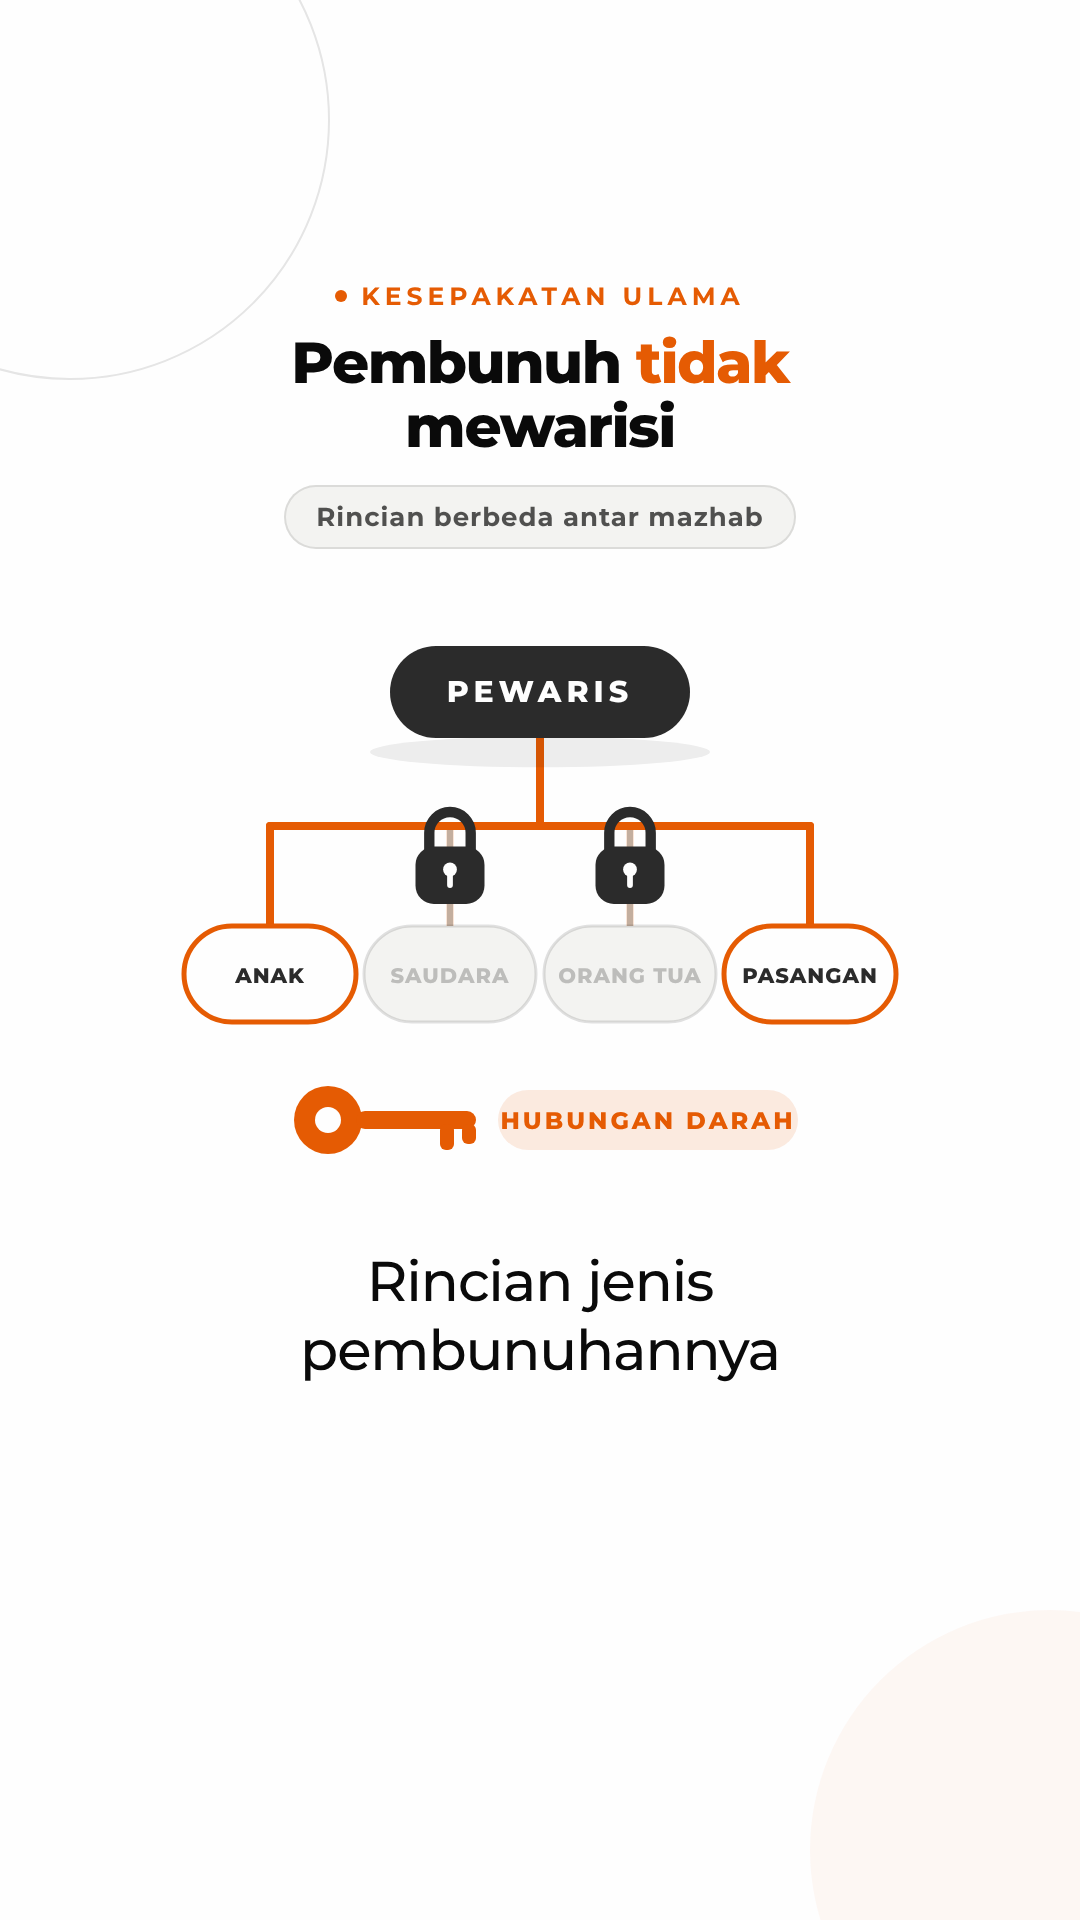 KESEPAKATAN ULAMA
Pembunuh tidak
mewarisi
Rincian berbeda antar mazhab
PEWARIS
ANAK
SAUDARA
ORANG TUA
PASANGAN
HUBUNGAN DARAH
Rincian jenis
pembunuhannya